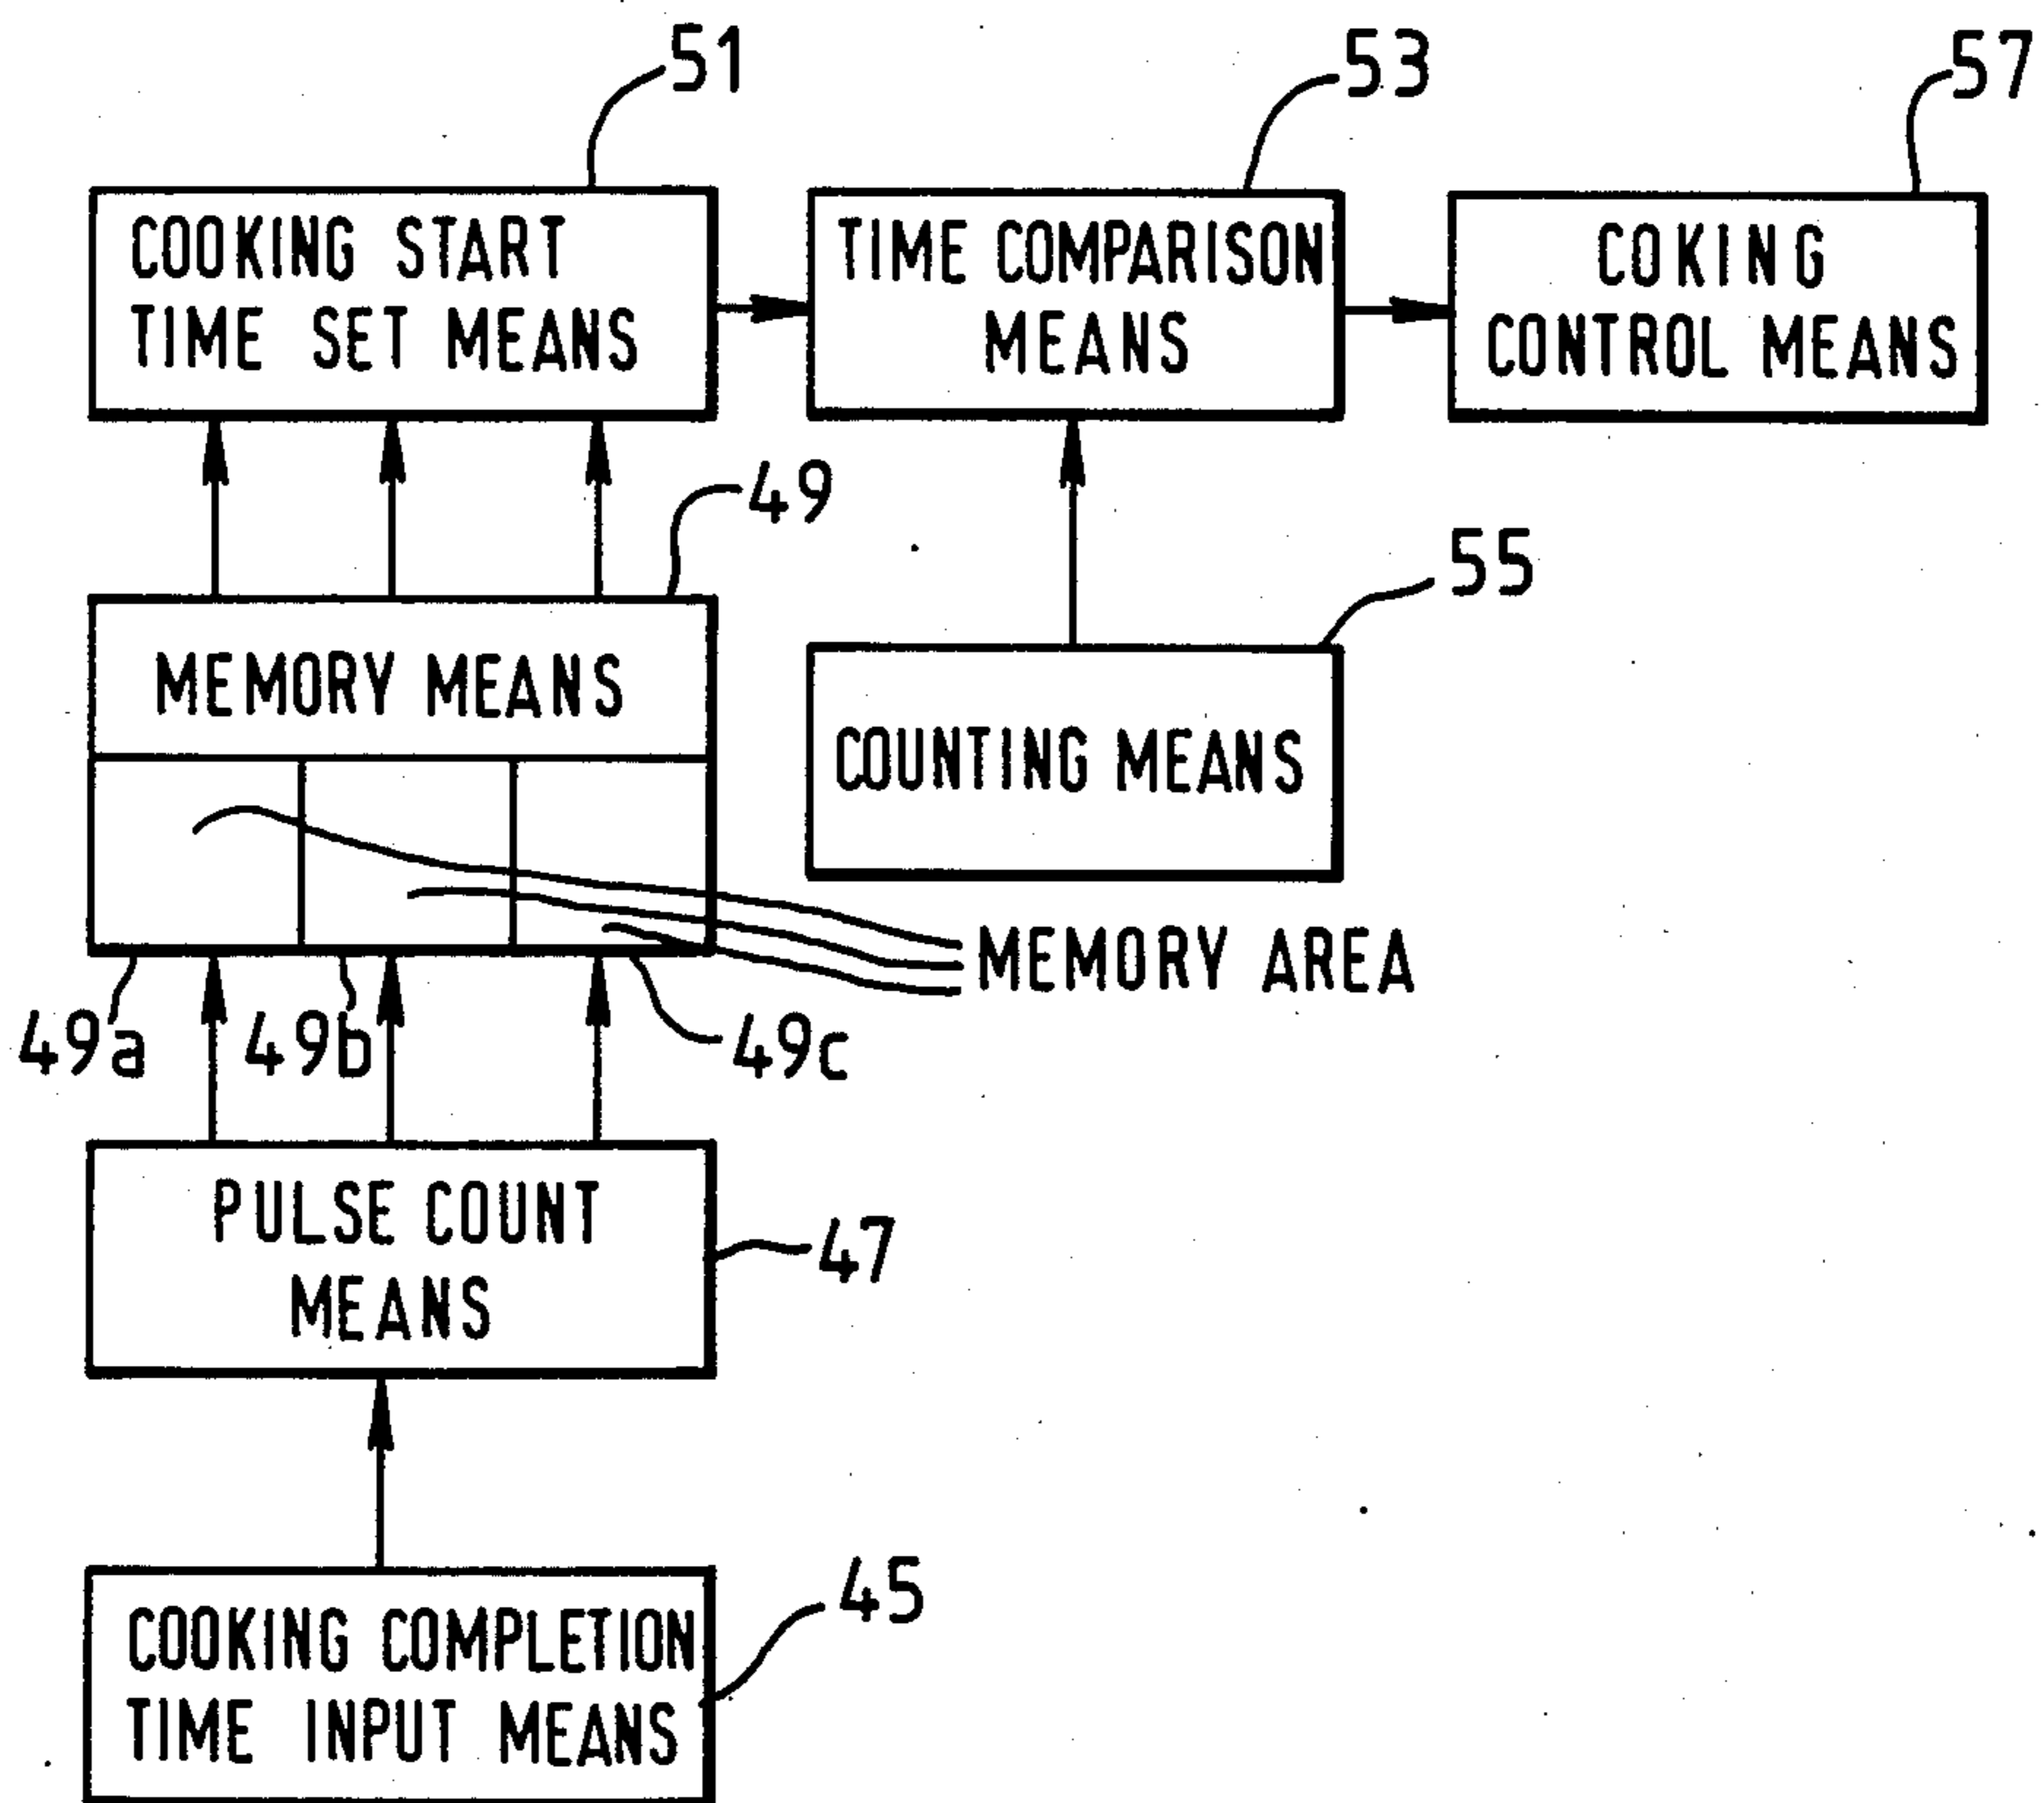 51
53
57
COOKING START
TIME SET MEANS
TIME COMPARISON
MEANS
COKING
CONTROL MEANS
49
55
MEMORY MEANS
COUNTING MEANS
MEMORY AREA
49a
49b
49c
PULSE COUNT
MEANS
47
45
COOKING COMPLETION
TIME INPUT MEANS